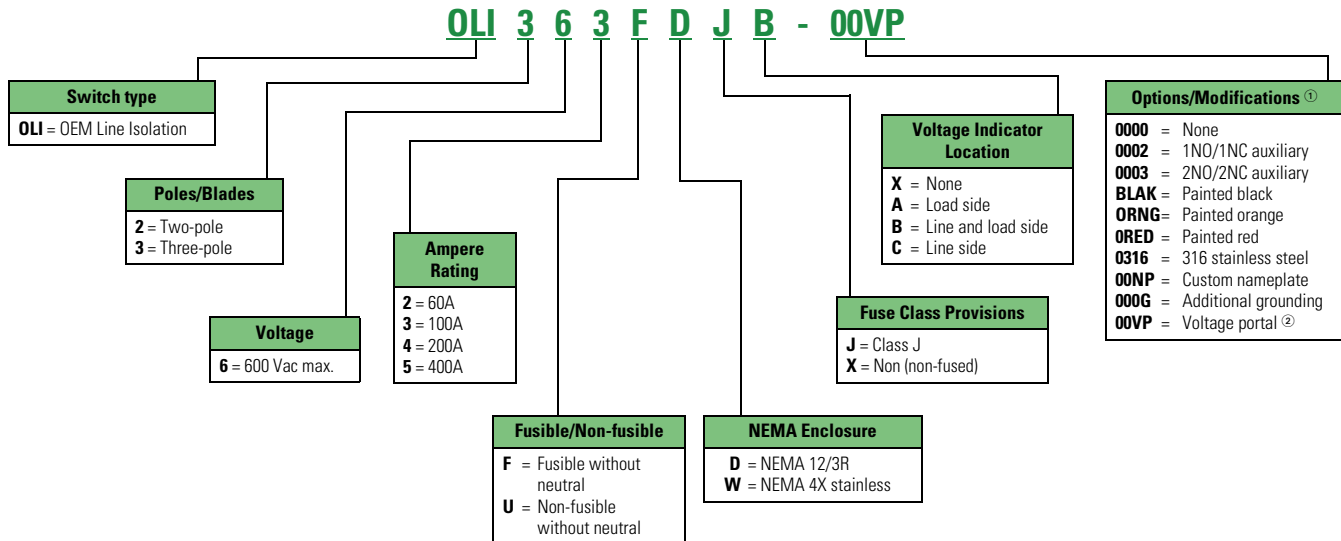 OLI 3 6 3 F D J B - 00VP
Switch type
OLI = OEM Line Isolation
Poles/Blades
2 = Two-pole
3 = Three-pole
Voltage
6 = 600 Vac max.
Ampere
Rating
2 = 60A
3 = 100A
4 = 200A
5 = 400A
Fusible/Non-fusible
F = Fusible without
neutral
U = Non-fusible
without neutral
NEMA Enclosure
D = NEMA 12/3R
W = NEMA 4X stainless
Fuse Class Provisions
J = Class J
X = Non (non-fused)
Voltage Indicator
Location
X = None
A = Load side
B = Line and load side
C = Line side
Options/Modifications ①
0000 = None
0002 = 1NO/1NC auxiliary
0003 = 2NO/2NC auxiliary
BLAK = Painted black
ORNG= Painted orange
0RED = Painted red
0316 = 316 stainless steel
00NP = Custom nameplate
000G = Additional grounding
00VP = Voltage portal ②